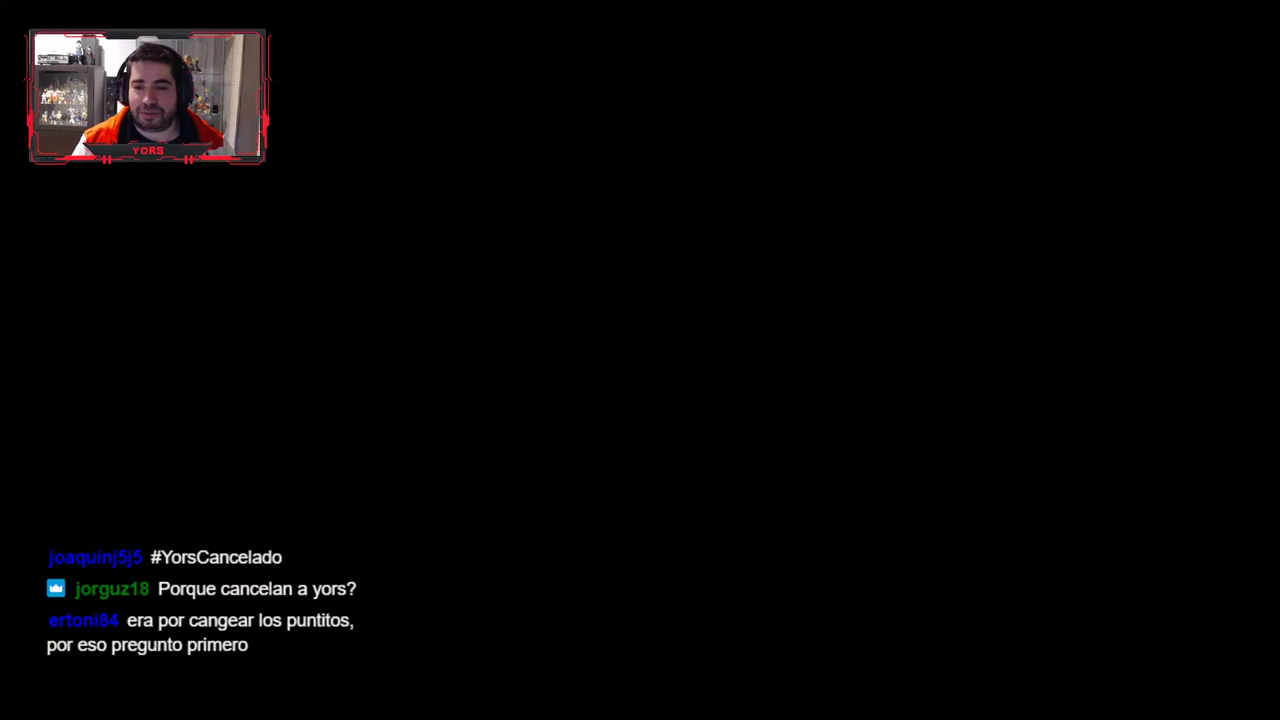 YORS
joaquinj5j5 #YorsCancelado
jorguz18 Porque cancelan a yors?
ertoni84 era por cangear los puntitos,
por eso pregunto primero